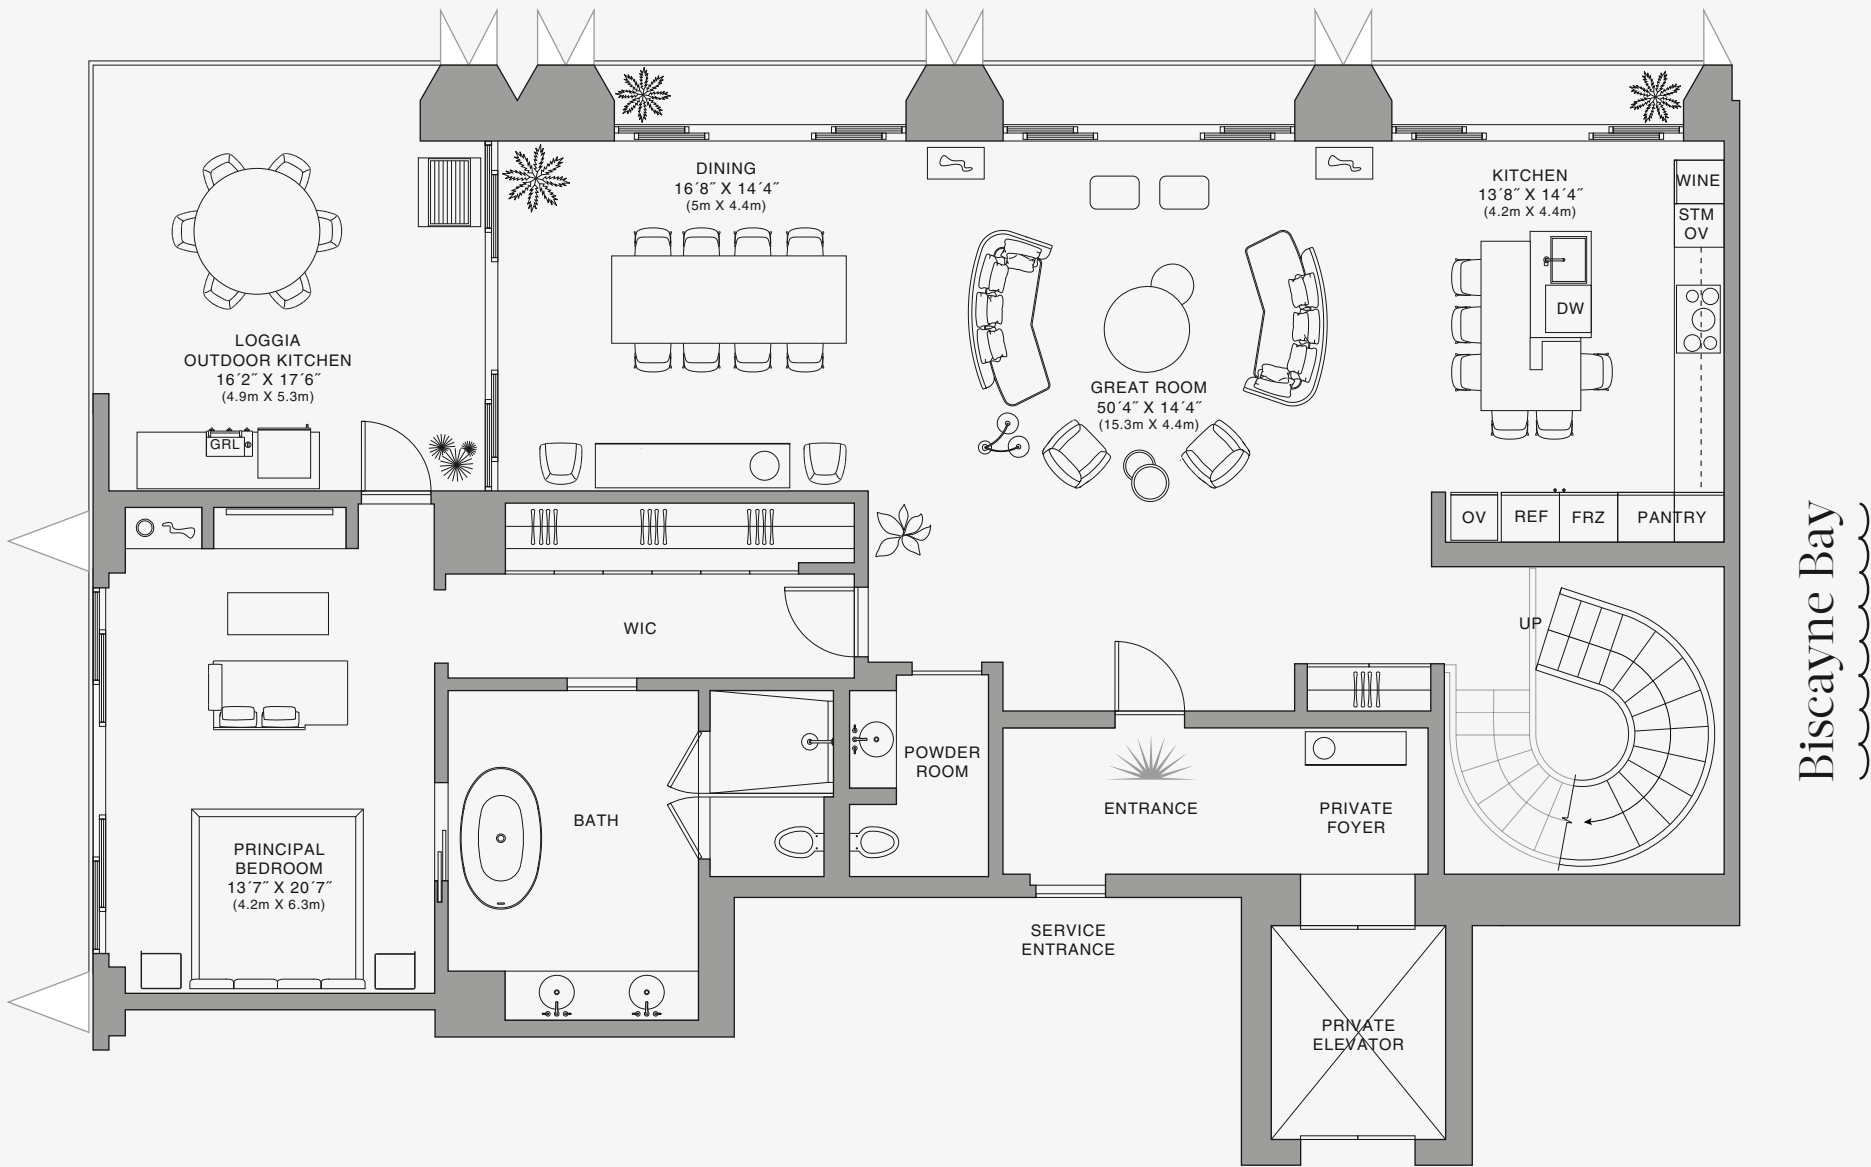 DINING
16´8˝ X 14´4˝
(5m X 4.4m)
KITCHEN
13´8˝ X 14´4˝
(4.2m X 4.4m)
WINE
STM
OV
DW
LOGGIA
OUTDOOR KITCHEN
16´2˝ X 17´6˝
(4.9m X 5.3m)
GREAT ROOM
50´4˝ X 14´4˝
(15.3m X 4.4m)
GRL
OV
REF
FRZ
PANTRY
Biscayne Bay
WIC
UP
POWDER
ROOM
BATH
ENTRANCE
PRIVATE
FOYER
PRINCIPAL
BEDROOM
13´7˝ X 20´7˝
(4.2m X 6.3m)
SERVICE
ENTRANCE
PRIVATE
ELEVATOR